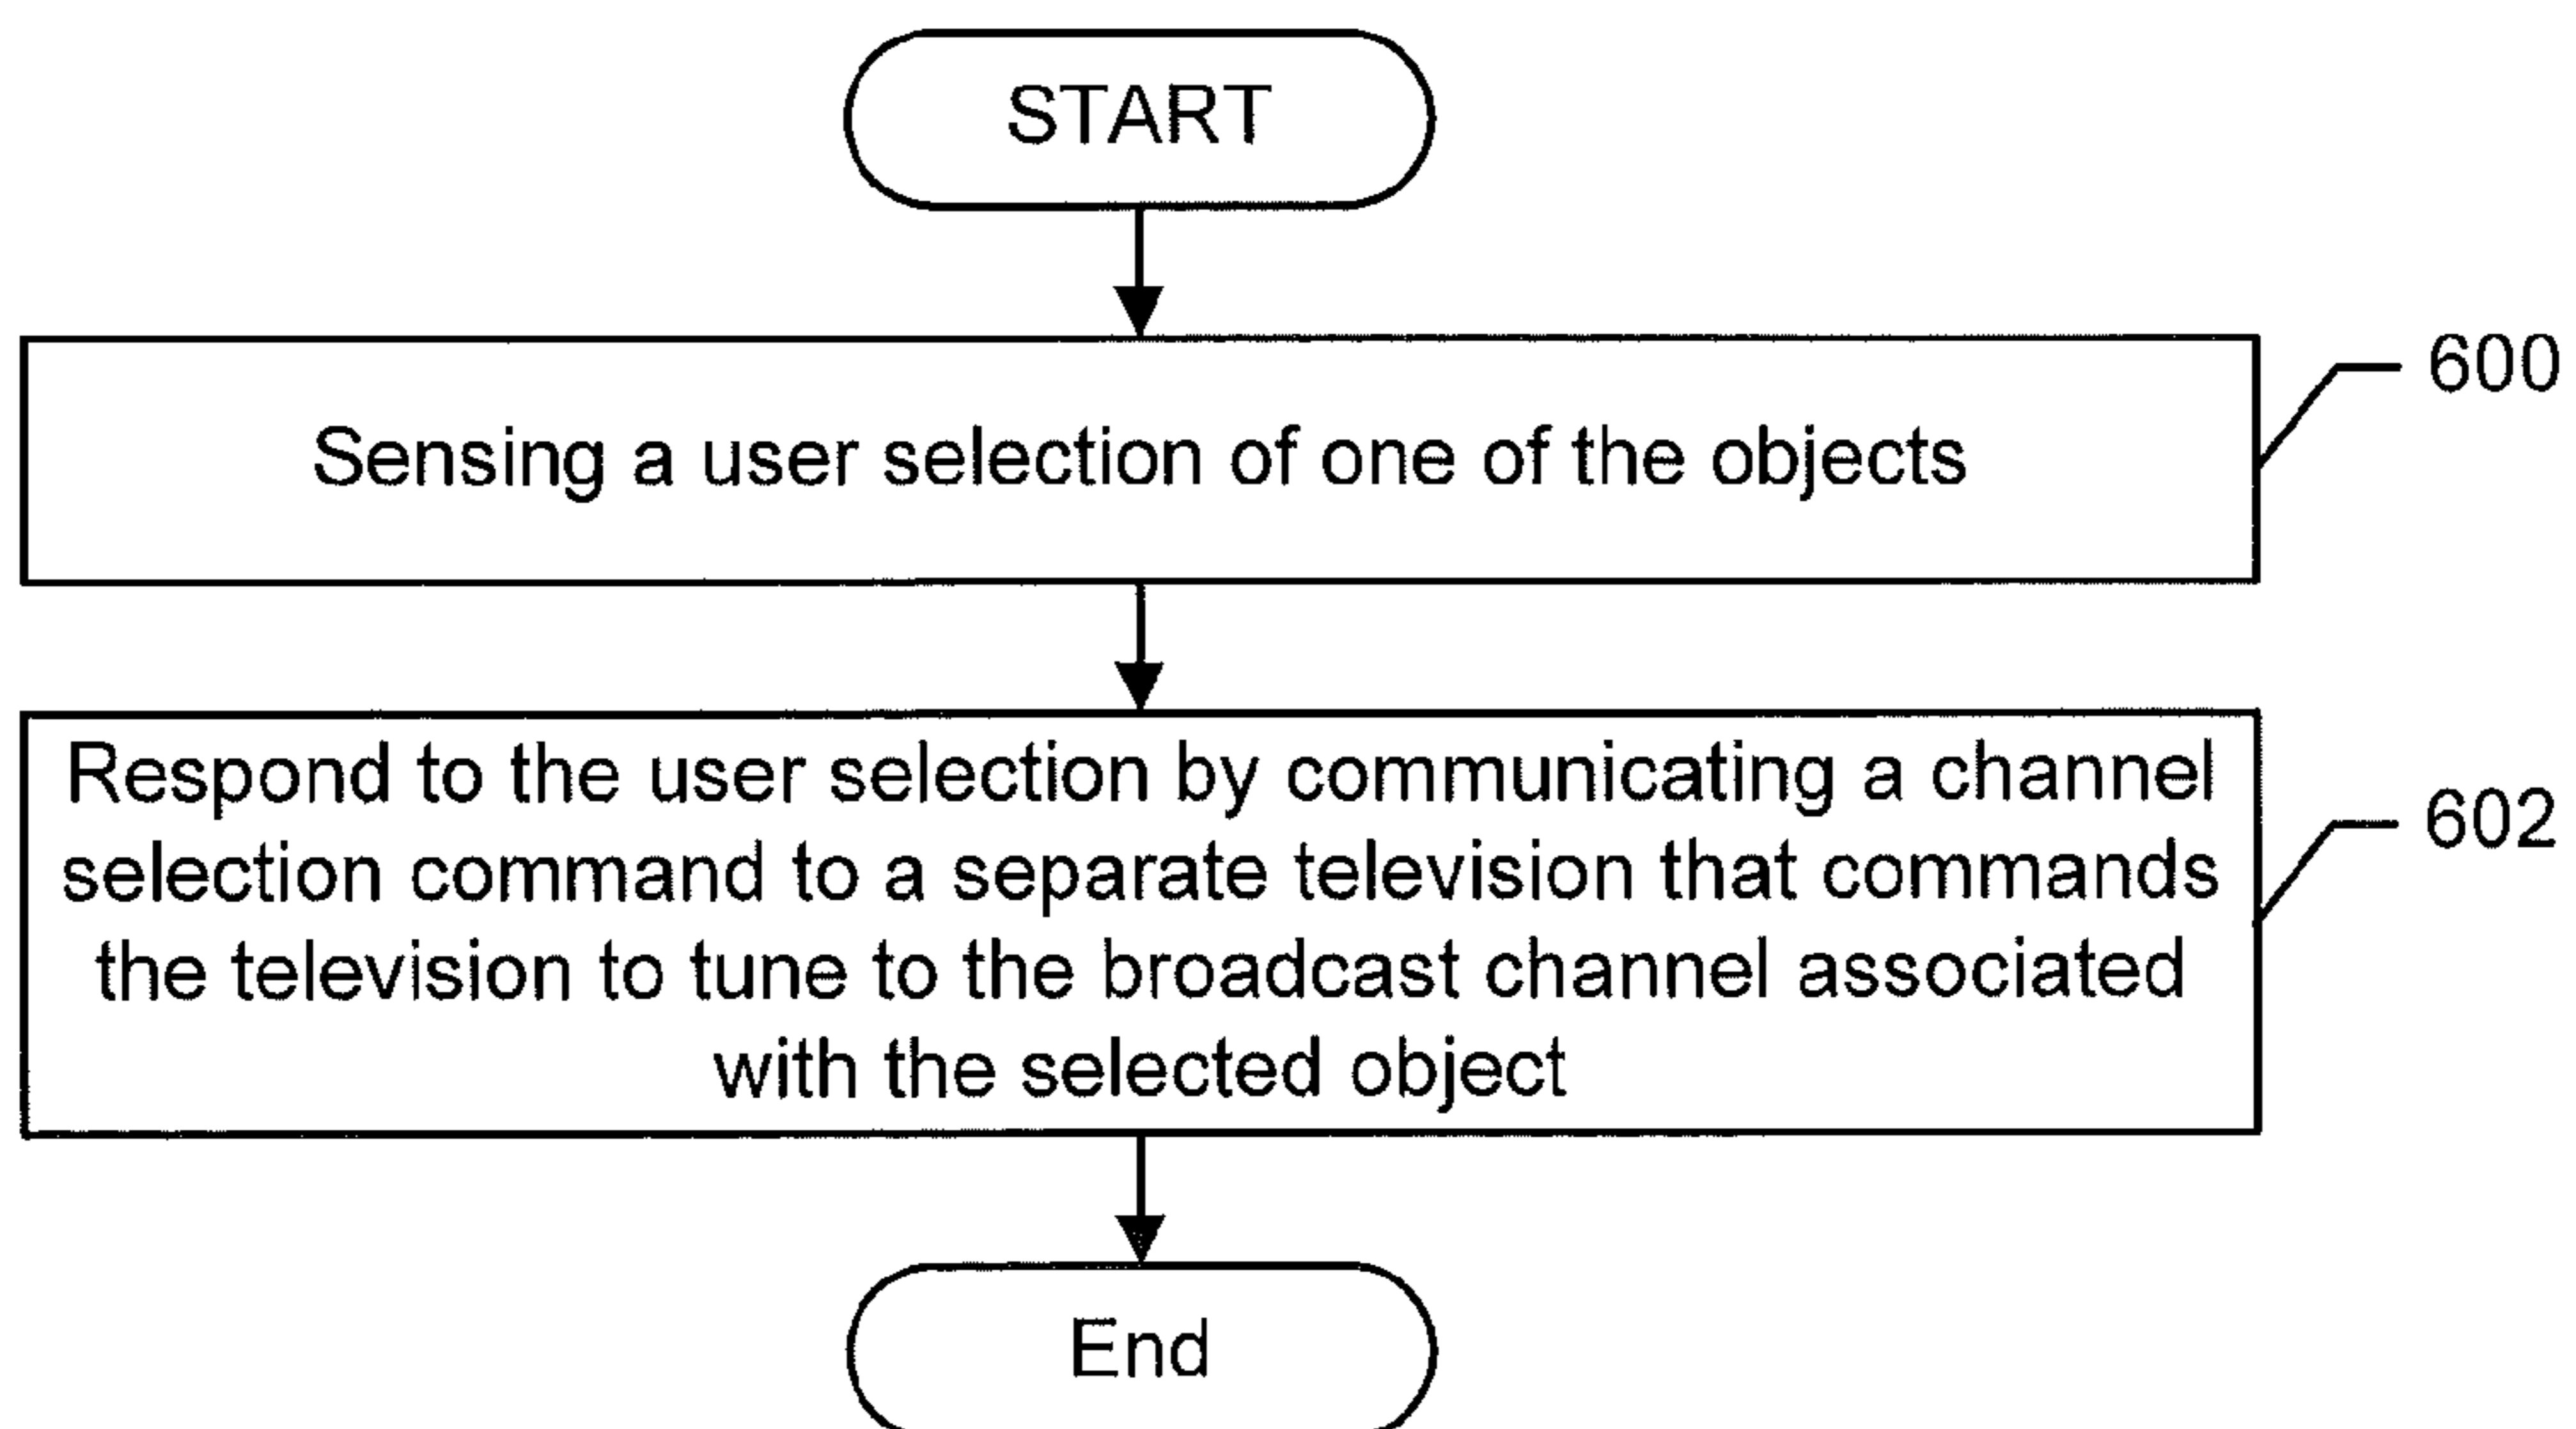 START
Sensing a user selection of one of the objects
600
Respond to the user selection by communicating a channel
selection command to a separate television that commands
the television to tune to the broadcast channel associated
with the selected object
602
End